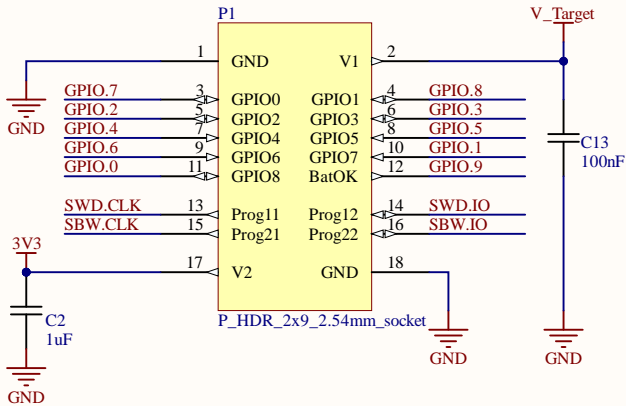 P1
V_Target
1 GND V1 2
GND
GPIO.7 3 GPIO0 GPIO1 4 GPIO.8
GPIO.2 5 GPIO2 GPIO3 6 GPIO.3
GPIO.4 7 GPIO4 GPIO5 8 GPIO.5
GPIO.6 9 GPIO6 GPIO7 10 GPIO.1
GPIO.0 11 GPIO8 BatOK 12 GPIO.9
C13
100nF
SWD.CLK 13 Prog11 Prog12 14 SWD.IO
SBW.CLK 15 Prog21 Prog22 16 SBW.IO
3V3
17 V2 GND 18
C2
1uF
P_HDR_2x9_2.54mm_socket
GND
GND
GND